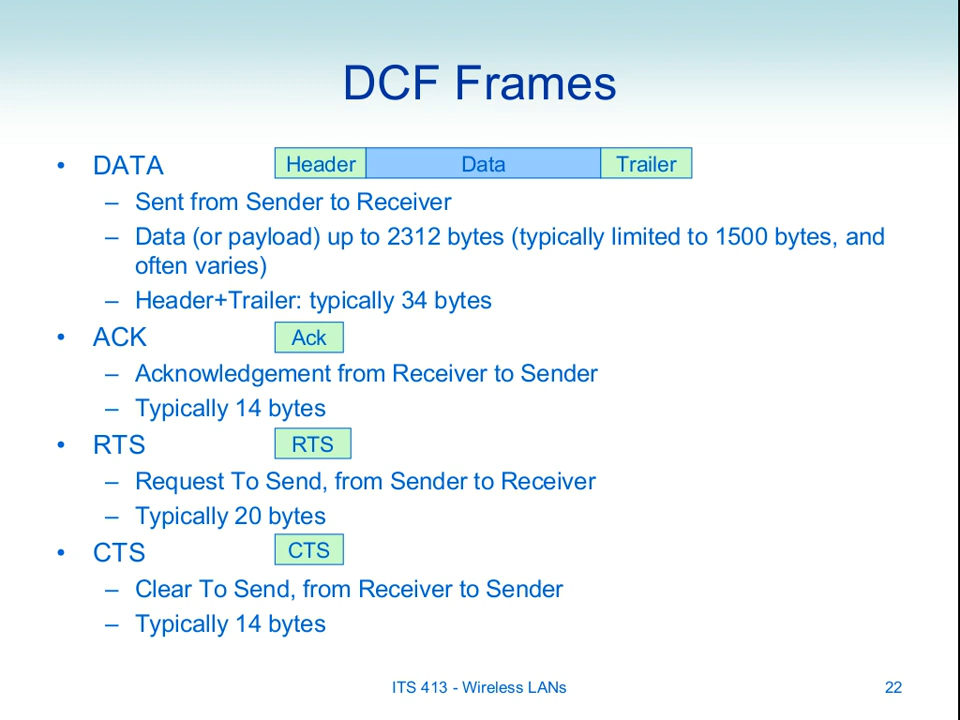 DCF Frames
• DATA
Header Data Trailer
– Sent from Sender to Receiver
– Data (or payload) up to 2312 bytes (typically limited to 1500 bytes, and
often varies)
– Header+Trailer: typically 34 bytes
• ACK
Ack
– Acknowledgement from Receiver to Sender
– Typically 14 bytes
• RTS
RTS
– Request To Send, from Sender to Receiver
– Typically 20 bytes
• CTS
CTS
– Clear To Send, from Receiver to Sender
– Typically 14 bytes
ITS 413 - Wireless LANs
22